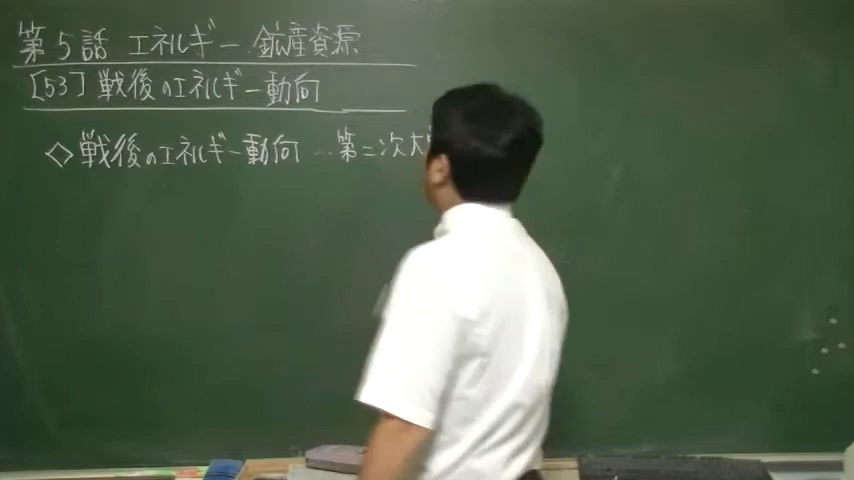 第5話 エネルギー 鉱産資源
[53] 戦後のエネルギー動向
◇戦後のエネルギー動向 … 第二次大